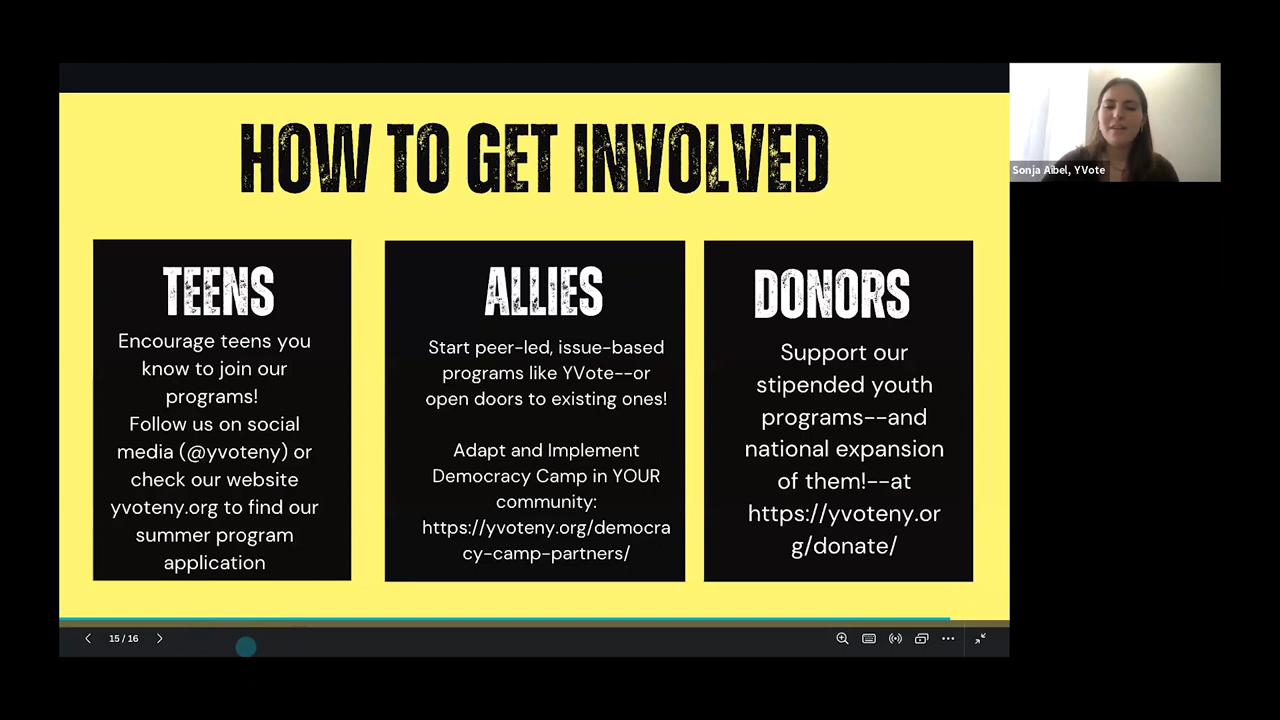 HOW TO GET INVOLVED
TEENS
Encourage teens you
know to join our
programs!
Follow us on social
media (@yvoteny) or
check our website
yvoteny.org to find our
summer program
application
ALLIES
Start peer-led, issue-based
programs like YVote--or
open doors to existing ones!
Adapt and Implement
Democracy Camp in YOUR
community:
https://yvoteny.org/democra
cy-camp-partners/
DONORS
Support our
stipended youth
programs--and
national expansion
of them!--at
https://yvoteny.or
g/donate/
Sonja Aibel, YVote
15 / 16